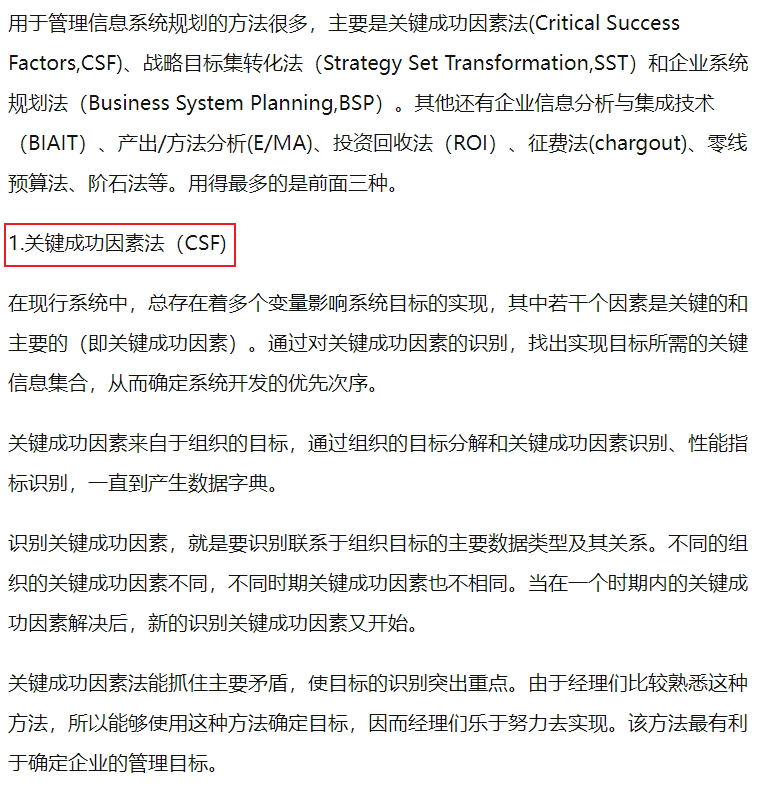 用于管理信息系统规划的方法很多，主要是关键成功因素法(Critical Success
Factors,CSF)、战略目标集转化法（Strategy Set Transformation,SST）和企业系统
规划法（Business System Planning,BSP）。其他还有企业信息分析与集成技术
（BIAIT）、产出/方法分析(E/MA)、投资回收法（ROI）、征费法(chargout)、零线
预算法、阶石法等。用得最多的是前面三种。
1.关键成功因素法（CSF)
在现行系统中，总存在着多个变量影响系统目标的实现，其中若干个因素是关键的和
主要的（即关键成功因素）。通过对关键成功因素的识别，找出实现目标所需的关键
信息集合，从而确定系统开发的优先次序。
关键成功因素来自于组织的目标，通过组织的目标分解和关键成功因素识别、性能指
标识别，一直到产生数据字典。
识别关键成功因素，就是要识别联系于组织目标的主要数据类型及其关系。不同的组
织的关键成功因素不同，不同时期关键成功因素也不相同。当在一个时期内的关键成
功因素解决后，新的识别关键成功因素又开始。
关键成功因素法能抓住主要矛盾，使目标的识别突出重点。由于经理们比较熟悉这种
方法，所以能够使用这种方法确定目标，因而经理们乐于努力去实现。该方法最有利
于确定企业的管理目标。